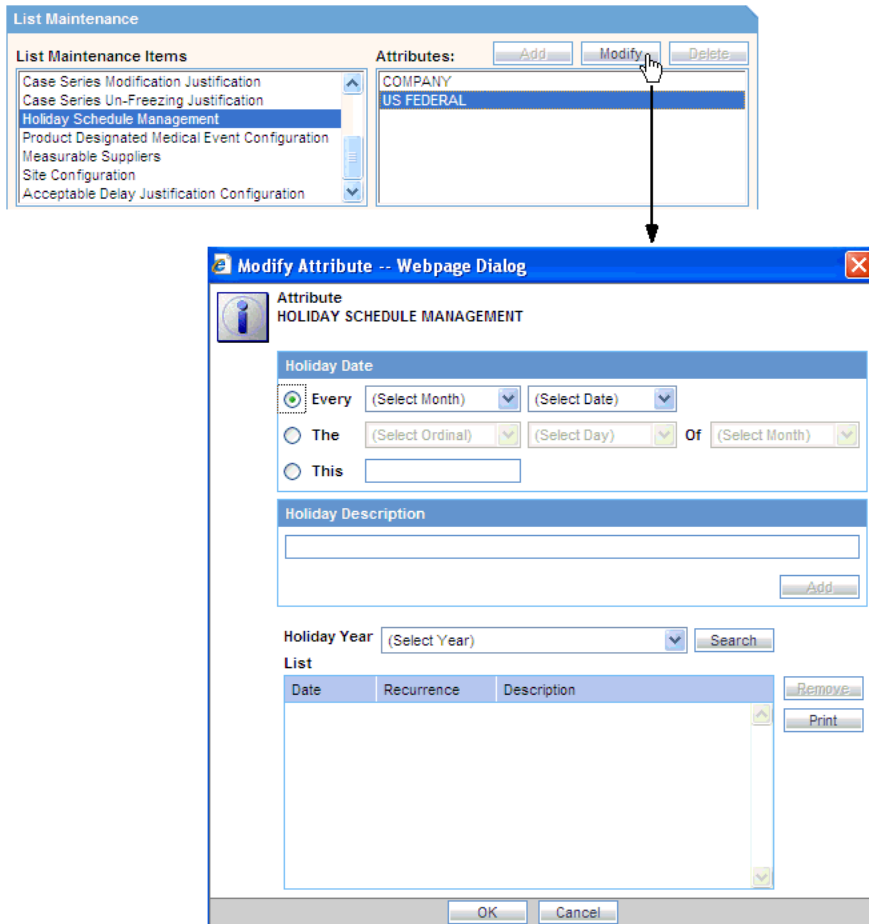 List Maintenance
List Maintenance Items
Attributes:
Add
Modify
Delete
Case Series Modification Justification
Case Series Un-Freezing Justification
Holiday Schedule Management
Product Designated Medical Event Configuration
Measurable Suppliers
Site Configuration
Acceptable Delay Justification Configuration
COMPANY
US FEDERAL
Modify Attribute -- Webpage Dialog
Attribute
HOLIDAY SCHEDULE MANAGEMENT
Holiday Date
Every (Select Month) (Select Date)
The (Select Ordinal) (Select Day) Of (Select Month)
This
Holiday Description
Add
Holiday Year (Select Year) Search
List
Date Recurrence Description
Remove
Print
OK Cancel